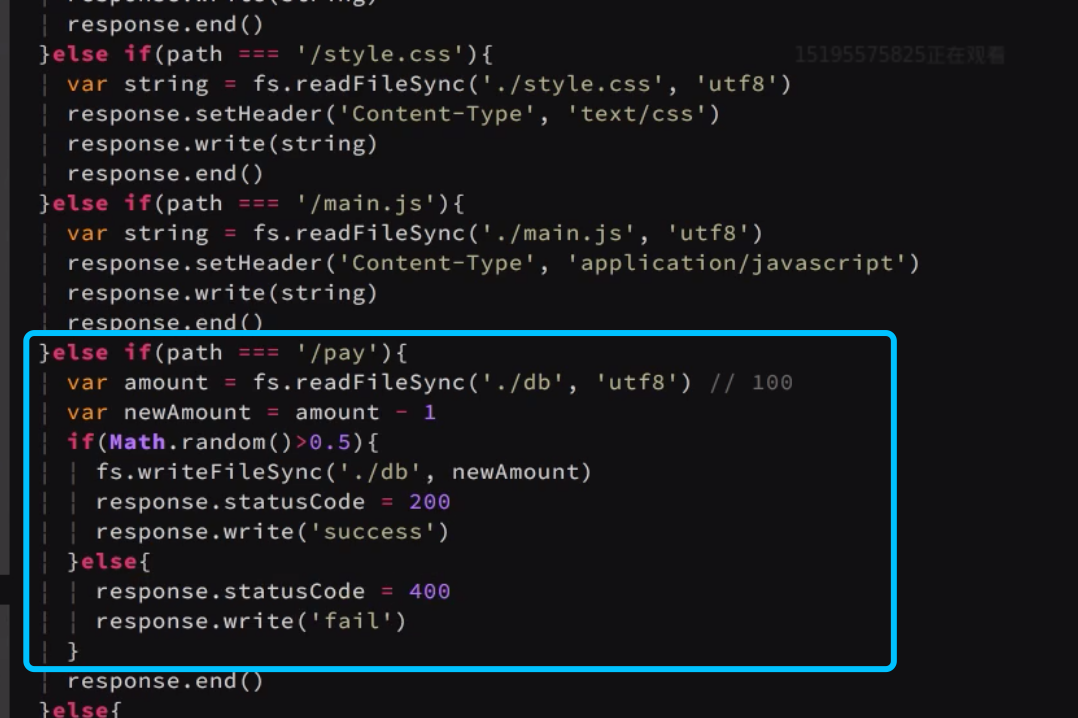 response.write(string)
response.end()
}else if(path === '/style.css'){
15195575825正在观看
var string = fs.readFileSync('./style.css', 'utf8')
response.setHeader('Content-Type', 'text/css')
response.write(string)
response.end()
}else if(path === '/main.js'){
var string = fs.readFileSync('./main.js', 'utf8')
response.setHeader('Content-Type', 'application/javascript')
response.write(string)
response.end()
}else if(path === '/pay'){
var amount = fs.readFileSync('./db', 'utf8') // 100
var newAmount = amount - 1
if(Math.random()>0.5){
fs.writeFileSync('./db', newAmount)
response.statusCode = 200
response.write('success')
}else{
response.statusCode = 400
response.write('fail')
}
response.end()
}else{